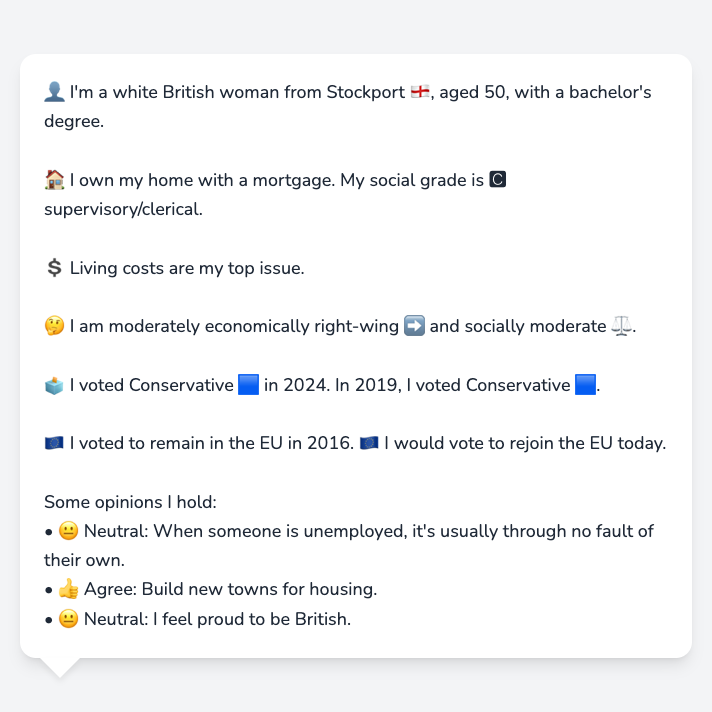 👤 I'm a white British woman from Stockport 🏴󠁧󠁢󠁥󠁮󠁧󠁿, aged 50, with a bachelor's
degree.
🏠 I own my home with a mortgage. My social grade is 🅲
supervisory/clerical.
💲 Living costs are my top issue.
🤔 I am moderately economically right-wing ➡️ and socially moderate ⚖️.
🗳️ I voted Conservative 🟦 in 2024. In 2019, I voted Conservative 🟦.
🇪🇺 I voted to remain in the EU in 2016. 🇪🇺 I would vote to rejoin the EU today.
Some opinions I hold:
• 😐 Neutral: When someone is unemployed, it's usually through no fault of
their own.
• 👍 Agree: Build new towns for housing.
• 😐 Neutral: I feel proud to be British.